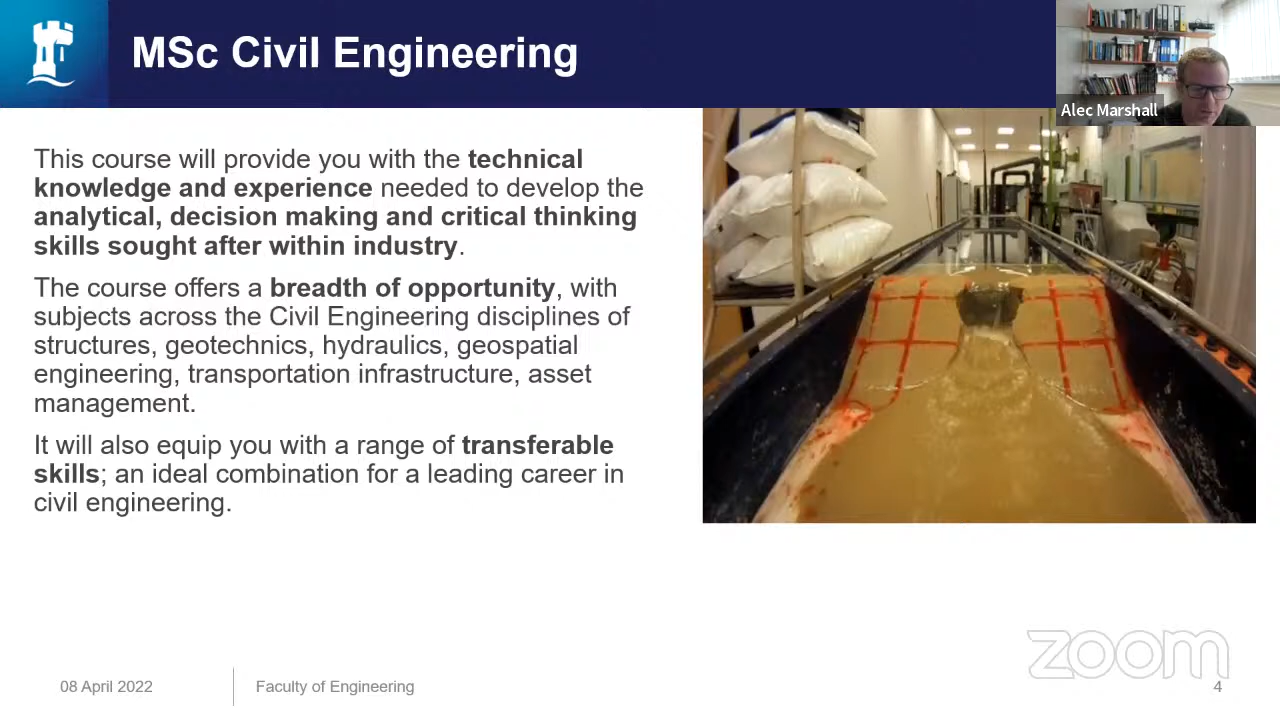 MSc Civil Engineering
Alec Marshall
This course will provide you with the technical
knowledge and experience needed to develop the
analytical, decision making and critical thinking
skills sought after within industry.
The course offers a breadth of opportunity, with
subjects across the Civil Engineering disciplines of
structures, geotechnics, hydraulics, geospatial
engineering, transportation infrastructure, asset
management.
It will also equip you with a range of transferable
skills; an ideal combination for a leading career in
civil engineering.
zoom
08 April 2022
Faculty of Engineering
4